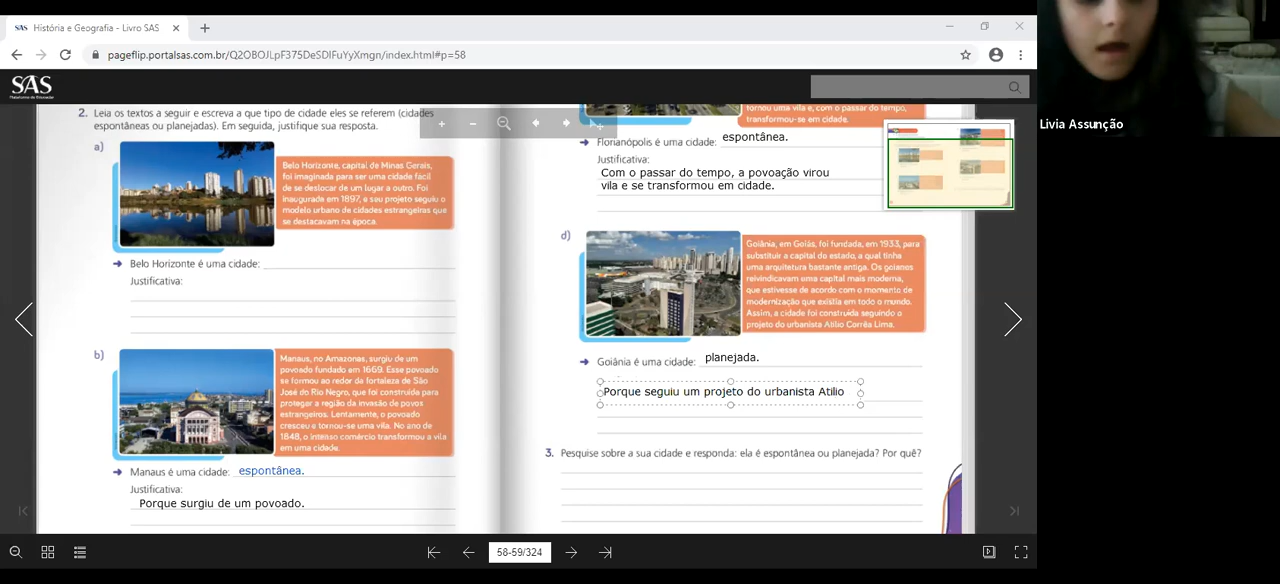 SAS História e Geografia - Livro SAS
pageflip.portalsas.com.br/Q2OBOJLpF375DeSDIFuYyXmgn/index.html#p=58
SAS
2. Leia os textos a seguir e escreva a que tipo de cidade eles se referem (cidades
espontâneas ou planejadas). Em seguida, justifique sua resposta.
a)
Belo Horizonte, capital de Minas Gerais,
foi imaginada para ser uma cidade fácil
de se deslocar de um lugar a outro. Foi
inaugurada em 1897, e seu projeto seguiu o
modelo urbano de cidades estrangeiras que
se destacavam na época.
Belo Horizonte é uma cidade:
Justificativa:
b)
Manaus, no Amazonas, surgiu de um
povoado fundado em 1669. Esse povoado
se formou ao redor da fortaleza de São
José do Rio Negro, que foi construída para
proteger a região da invasão de povos
estrangeiros. Lentamente, o povoado
cresceu e tornou-se uma vila. No ano de
1848, o intenso comércio transformou a vila
em uma cidade.
Manaus é uma cidade: espontânea.
Justificativa:
Porque surgiu de um povoado.
tornou uma vila e, com o passar do tempo,
transformou-se em cidade.
Florianópolis é uma cidade: espontânea.
Justificativa:
Com o passar do tempo, a povoação virou
vila e se transformou em cidade.
d)
Goiânia, em Goiás, foi fundada, em 1933, para
substituir a capital do estado, a qual tinha
uma arquitetura bastante antiga. Os goianos
reivindicavam uma capital mais moderna,
que estivesse de acordo com o momento de
modernização que existia em todo o mundo.
Assim, a cidade foi construída seguindo o
projeto do urbanista Atílio Corrêa Lima.
Goiânia é uma cidade: planejada.
Porque seguiu um projeto do urbanista Atilio
3. Pesquise sobre a sua cidade e responda: ela é espontânea ou planejada? Por quê?
58-59/324
Livia Assunção